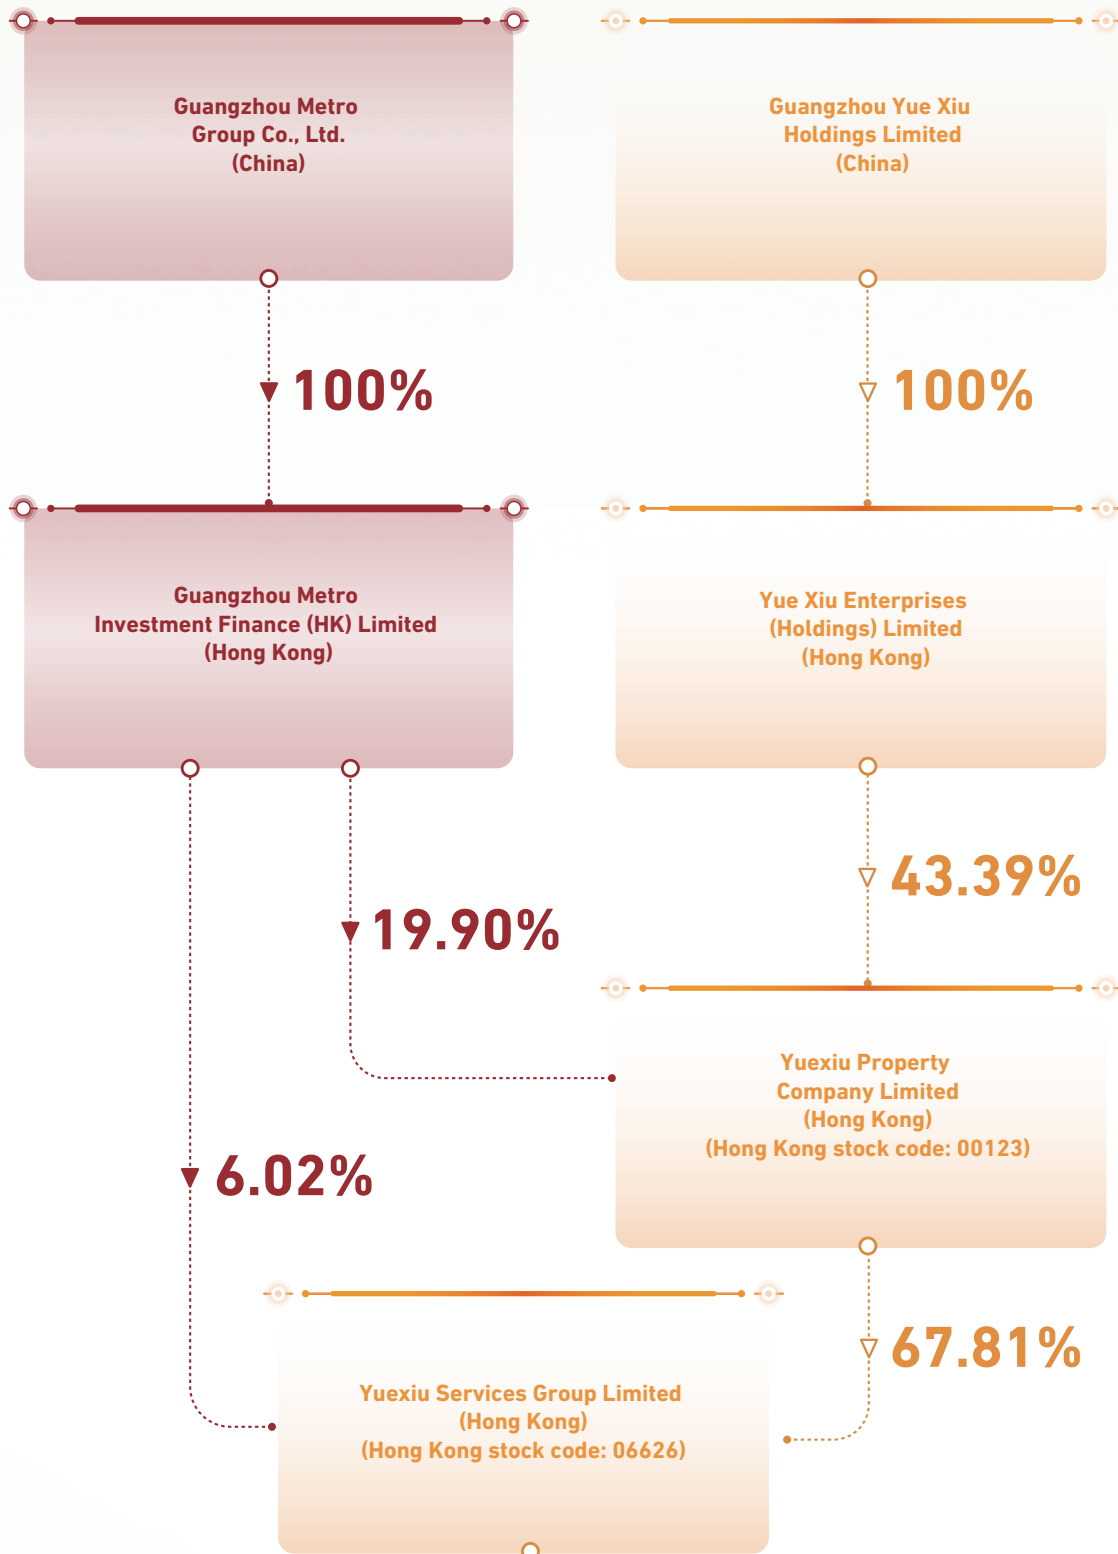 Guangzhou Metro
Group Co., Ltd.
(China)
Guangzhou Yue Xiu
Holdings Limited
(China)
100%
100%
Guangzhou Metro
Investment Finance (HK) Limited
(Hong Kong)
Yue Xiu Enterprises
(Holdings) Limited
(Hong Kong)
43.39%
19.90%
Yuexiu Property
Company Limited
(Hong Kong)
(Hong Kong stock code: 00123)
6.02%
67.81%
Yuexiu Services Group Limited
(Hong Kong)
(Hong Kong stock code: 06626)